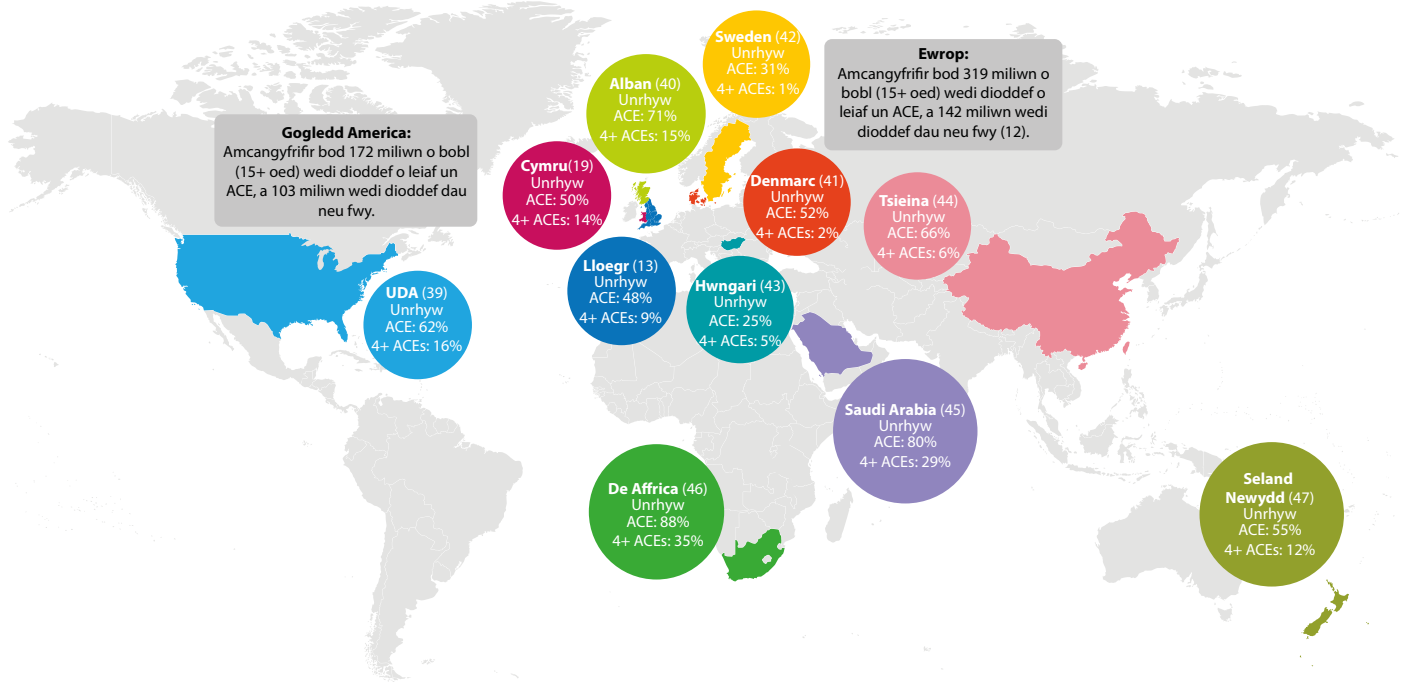 Gogledd America:
Amcangyfrifir bod 172 miliwn o bobl
(15+ oed) wedi dioddef o leiaf un
ACE, a 103 miliwn wedi dioddef dau
neu fwy.
Sweden (42)
Unrhyw
ACE: 31%
4+ ACEs: 1%
Ewrop:
Amcangyfrifir bod 319 miliwn o
bobl (15+ oed) wedi dioddef o
leiaf un ACE, a 142 miliwn wedi
dioddef dau neu fwy (12).
Alban (40)
Unrhyw
ACE: 71%
4+ ACEs: 15%
Cymru(19)
Unrhyw
ACE: 50%
4+ ACEs: 14%
Denmarc (41)
Unrhyw
ACE: 52%
4+ ACEs: 2%
Tsieina (44)
Unrhyw
ACE: 66%
4+ ACEs: 6%
UDA (39)
Unrhyw
ACE: 62%
4+ ACEs: 16%
Lloegr (13)
Unrhyw
ACE: 48%
4+ ACEs: 9%
Hwngari (43)
Unrhyw
ACE: 25%
4+ ACEs: 5%
Saudi Arabia (45)
Unrhyw
ACE: 80%
4+ ACEs: 29%
De Affrica (46)
Unrhyw
ACE: 88%
4+ ACEs: 35%
Seland
Newydd (47)
Unrhyw
ACE: 55%
4+ ACEs: 12%